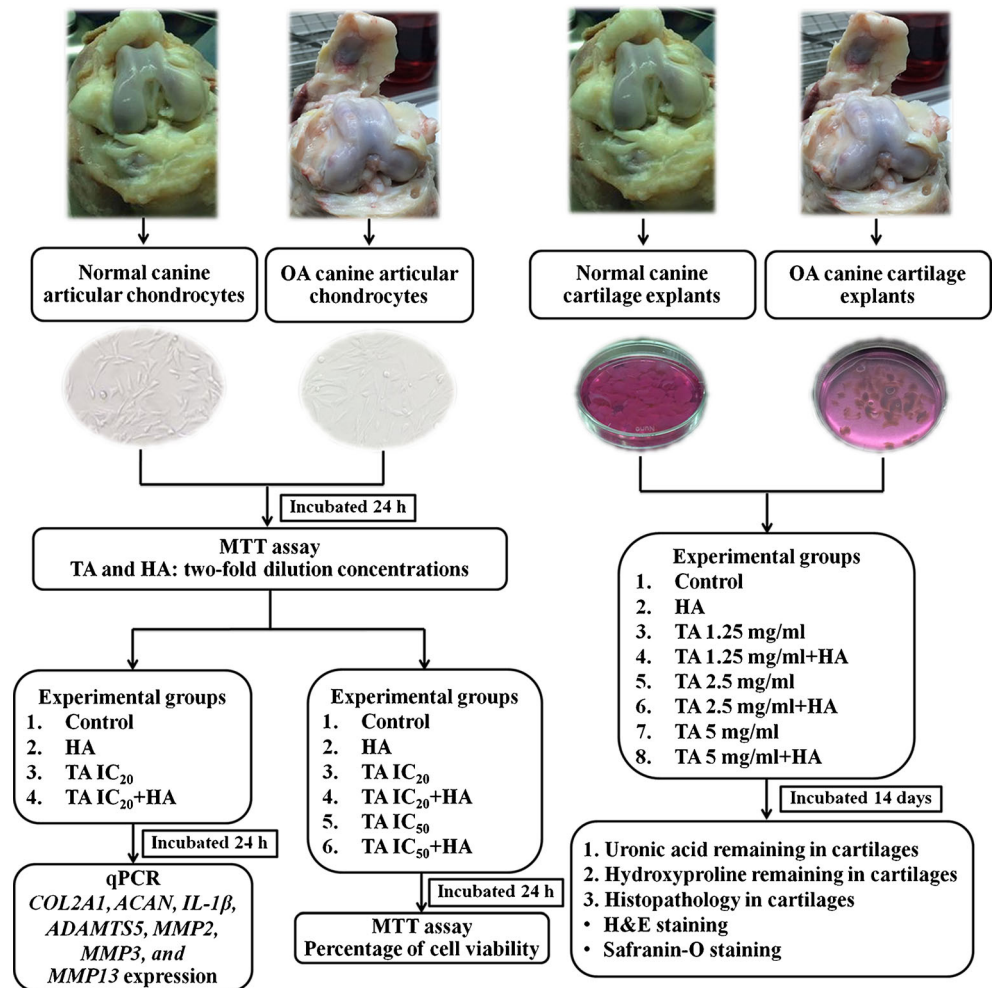 Normal canine
articular chondrocytes
OA canine articular
chondrocytes
Normal canine
cartilage explants
OA canine cartilage
explants
Incubated 24 h
MTT assay
TA and HA: two-fold dilution concentrations
Experimental groups
1. Control
2. HA
3. TA IC20
4. TA IC20+HA
Incubated 24 h
qPCR
COL2A1, ACAN, IL-1β,
ADAMTS5, MMP2,
MMP3, and
MMP13 expression
Experimental groups
1. Control
2. HA
3. TA IC20
4. TA IC20+HA
5. TA IC50
6. TA IC50+HA
Incubated 24 h
MTT assay
Percentage of cell viability
Experimental groups
1. Control
2. HA
3. TA 1.25 mg/ml
4. TA 1.25 mg/ml+HA
5. TA 2.5 mg/ml
6. TA 2.5 mg/ml+HA
7. TA 5 mg/ml
8. TA 5 mg/ml+HA
Incubated 14 days
1. Uronic acid remaining in cartilages
2. Hydroxyproline remaining in cartilages
3. Histopathology in cartilages
• H&E staining
• Safranin-O staining